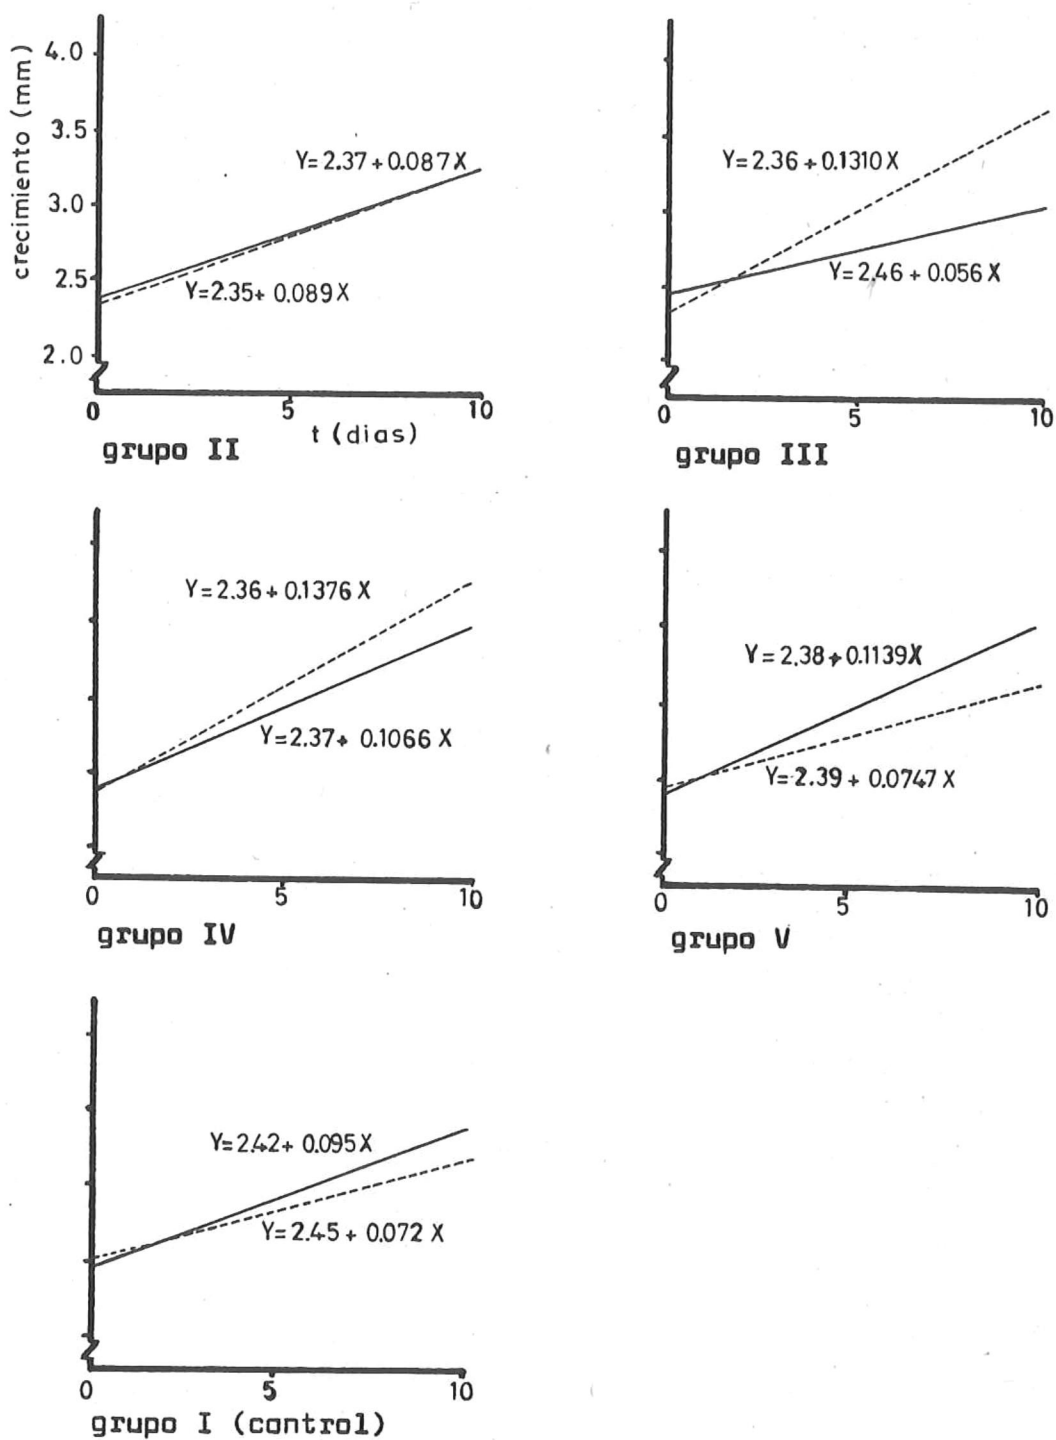 crecimiento (mm)
4.0
3.5
3.0
2.5
2.0
Y= 2.37 + 0.087 X
Y=2.35+ 0.089 X
0 5 10
t (dias)
grupo II
Y= 2.36 + 0.1310 X
Y=2.46 + 0.056 X
0 5 10
grupo III
Y= 2.36 + 0.1376 X
Y=2.37+ 0.1066 X
0 5 10
grupo IV
Y= 2.38+0.1139X
Y= 2.39 + 0.0747 X
0 5 10
grupo V
Y=2.42+ 0.095X
Y=2.45 + 0.072 X
0 5 10
grupo I (control)